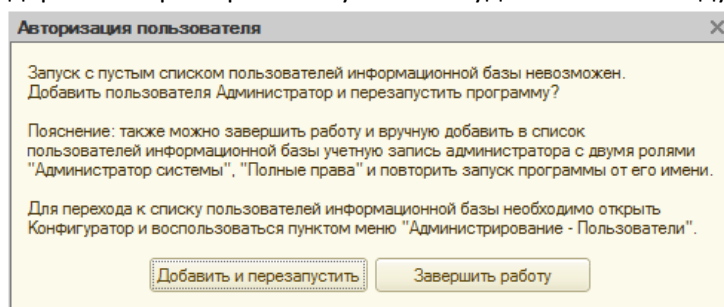 Авторизация пользователя
Запуск с пустым списком пользователей информационной базы невозможен.
Добавить пользователя Администратор и перезапустить программу?
Пояснение: также можно завершить работу и вручную добавить в список
пользователей информационной базы учетную запись администратора с двумя ролями
"Администратор системы", "Полные права" и повторить запуск программы от его имени.
Для перехода к списку пользователей информационной базы необходимо открыть
Конфигуратор и воспользоваться пунктом меню "Администрирование - Пользователи".
Добавить и перезапустить Завершить работу